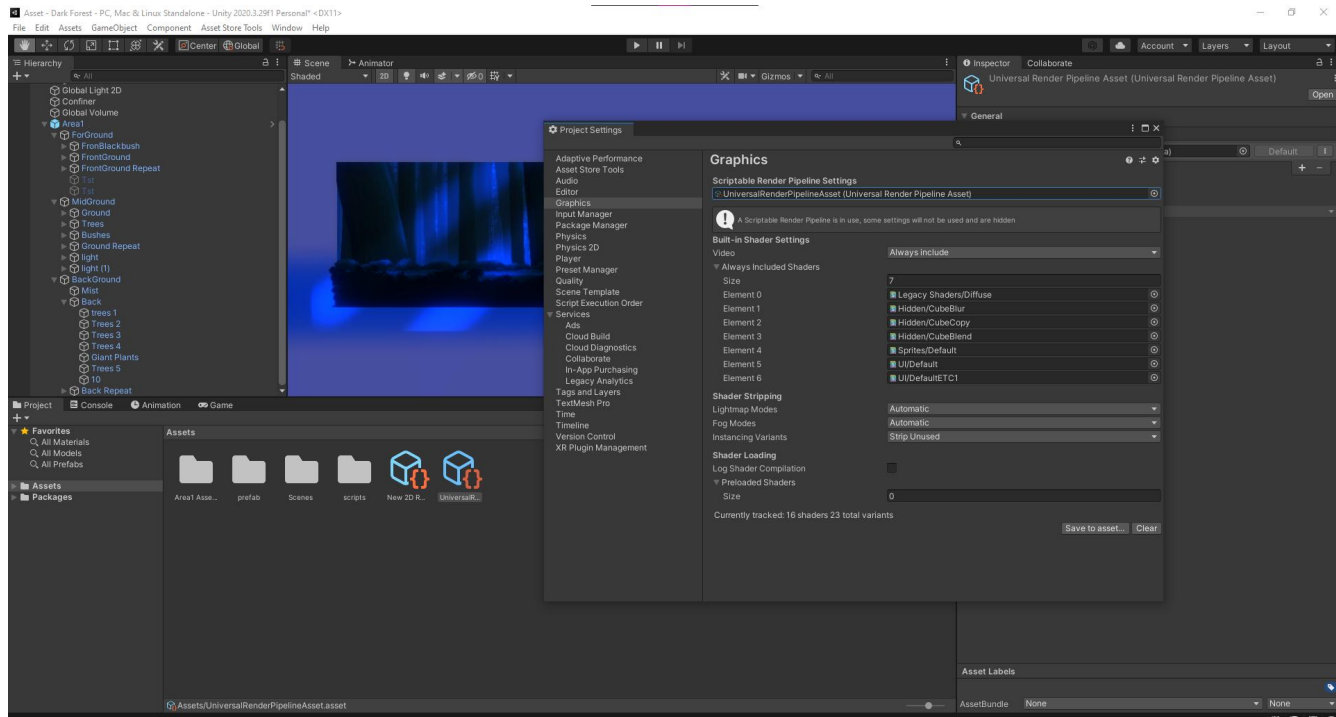 Asset - Dark Forest - PC, Mac & Linux Standalone - Unity 2020.3.29f1 Personal* <DX11>
File Edit Assets GameObject Component Asset Store Tools Window Help
Center Global
Account Layers Layout
Hierarchy
All
Global Light 2D
Confiner
Global Volume
Area1
ForGround
FronBlackbush
FrontGround
FrontGround Repeat
Tst
Tst
MidGround
Ground
Trees
Bushes
Ground Repeat
light
light (1)
BackGround
Mist
Back
trees 1
Trees 2
Trees 3
Trees 4
Giant Plants
Trees 5
10
Back Repeat
Scene Animator
Shaded 2D 0 Gizmos All
Project Settings
Adaptive Performance
Asset Store Tools
Audio
Editor
Graphics
Input Manager
Package Manager
Physics
Physics 2D
Player
Preset Manager
Quality
Scene Template
Script Execution Order
Services
Ads
Cloud Build
Cloud Diagnostics
Collaborate
In-App Purchasing
Legacy Analytics
Tags and Layers
TextMesh Pro
Time
Timeline
Version Control
XR Plugin Management
Graphics
Scriptable Render Pipeline Settings
UniversalRenderPipelineAsset (Universal Render Pipeline Asset)
A Scriptable Render Pipeline is in use, some settings will not be used and are hidden
Built-in Shader Settings
Video Always include
Always Included Shaders
Size 7
Element 0 Legacy Shaders/Diffuse
Element 1 Hidden/CubeBlur
Element 2 Hidden/CubeCopy
Element 3 Hidden/CubeBlend
Element 4 Sprites/Default
Element 5 UI/Default
Element 6 UI/DefaultETC1
Shader Stripping
Lightmap Modes Automatic
Fog Modes Automatic
Instancing Variants Strip Unused
Shader Loading
Log Shader Compilation
Preloaded Shaders
Size 0
Currently tracked: 16 shaders 23 total variants
Save to asset... Clear
Inspector Collaborate
Universal Render Pipeline Asset (Universal Render Pipeline Asset)
Open
General
a) Default
Asset Labels
AssetBundle None None
Project Console Animation Game
Favorites
All Materials
All Models
All Prefabs
Assets
Packages
Assets
Area1 Asse... prefab Scenes scripts New 2D R... UniversalR...
Assets/UniversalRenderPipelineAsset.asset